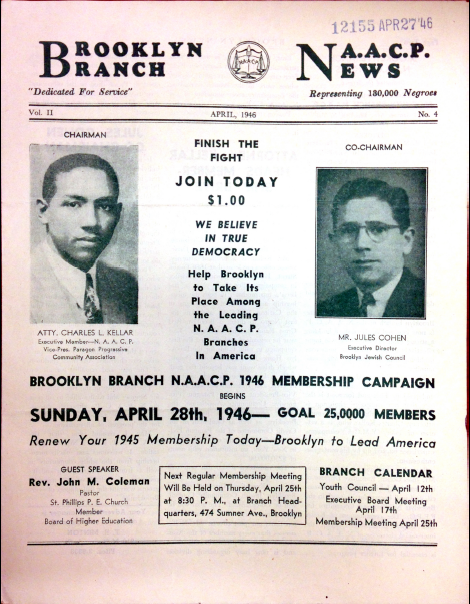 12155 APR27'46
BROOKLYN BRANCH
N.A.A.C.P. NEWS
"Dedicated For Service"
Representing 130,000 Negroes
Vol. II
APRIL, 1946
No. 4
CHAIRMAN
ATTY. CHARLES L. KELLAR
Executive Member—N. A. A. C. P.
Vice-Pres. Paragon Progressive
Community Association
FINISH THE
FIGHT
JOIN TODAY
$1.00
WE BELIEVE
IN TRUE
DEMOCRACY
Help Brooklyn
to Take Its
Place Among
the Leading
N. A. A. C. P.
Branches
In America
CO-CHAIRMAN
MR. JULES COHEN
Executive Director
Brooklyn Jewish Council
BROOKLYN BRANCH N.A.A.C.P. 1946 MEMBERSHIP CAMPAIGN
BEGINS
SUNDAY, APRIL 28th, 1946— GOAL 25,0000 MEMBERS
Renew Your 1945 Membership Today—Brooklyn to Lead America
GUEST SPEAKER
Rev. John M. Coleman
Pastor
St. Phillips P. E. Church
Member
Board of Higher Education
Next Regular Membership Meeting
Will Be Held on Thursday, April 25th
at 8:30 P. M., at Branch Head-
quarters, 474 Sumner Ave., Brooklyn
BRANCH CALENDAR
Youth Council — April 12th
Executive Board Meeting
April 17th
Membership Meeting April 25th